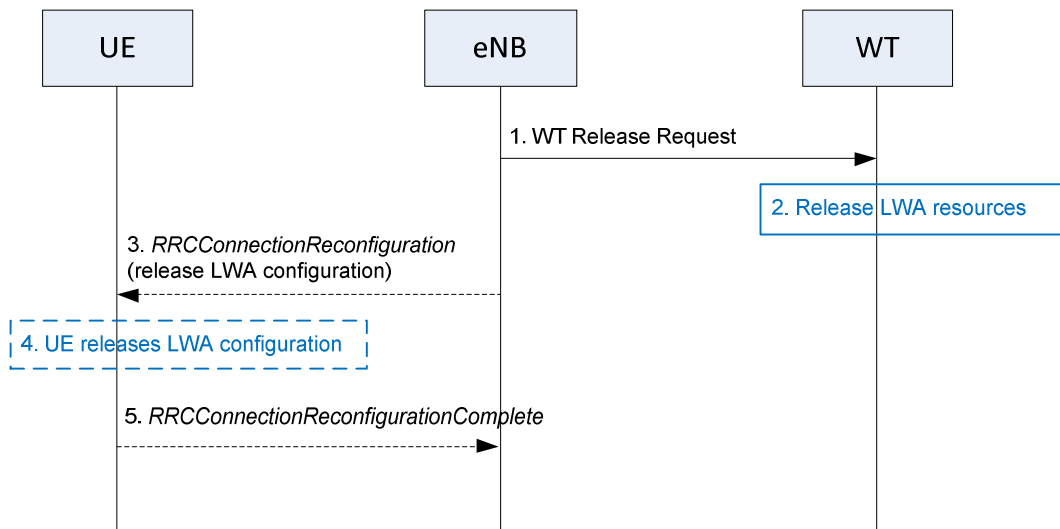 UE
eNB
WT
1. WT Release Request
2. Release LWA resources
3. RRCConnectionReconfiguration
(release LWA configuration)
4. UE releases LWA configuration
5. RRCConnectionReconfigurationComplete